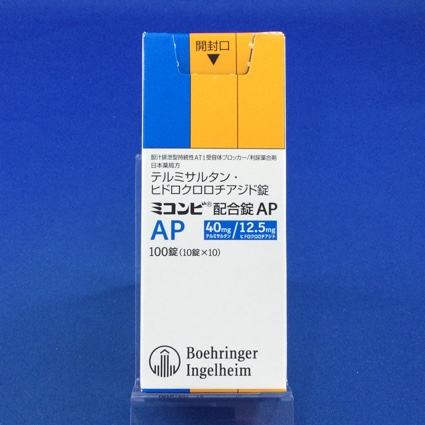 開封口
胆汁排泄型持続性AT1受容体ブロッカー/利尿薬合剤
日本薬局方
テルミサルタン・
ヒドロクロロチアジド錠
ミコンビ®配合錠AP
AP 40mg/12.5mg
テルミサルタン ヒドロクロロチアジド
100錠(10錠×10)
Boehringer
Ingelheim